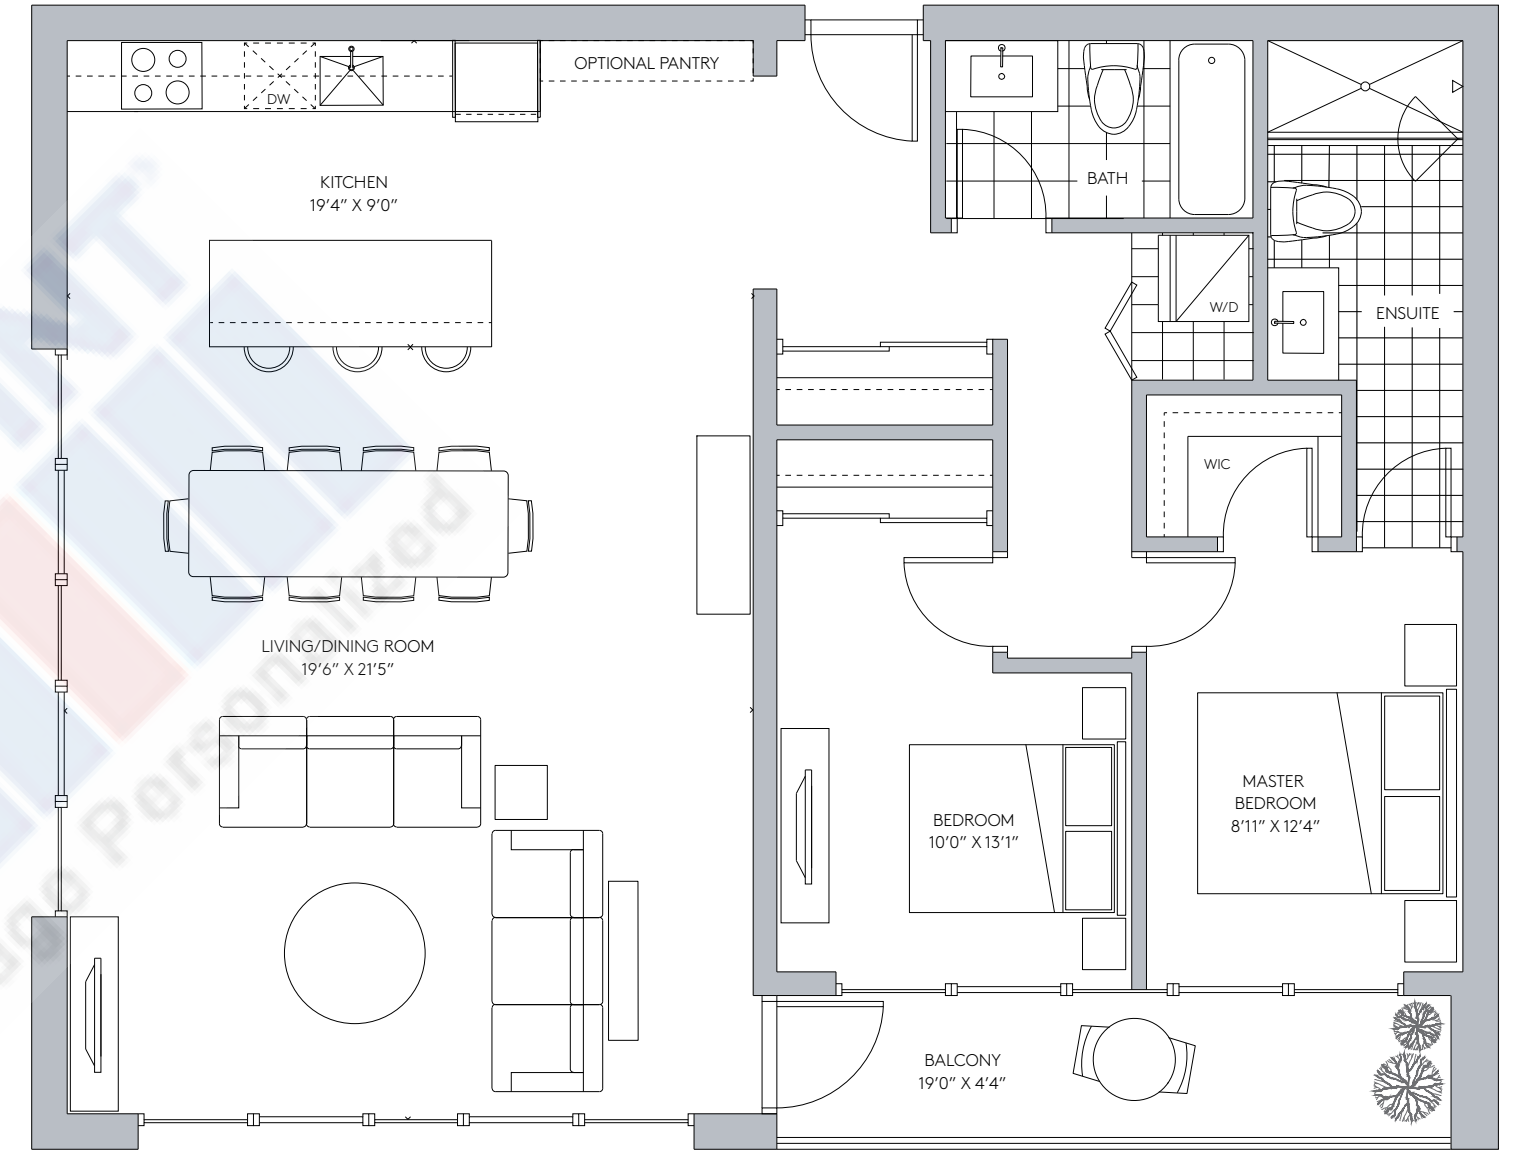 OPTIONAL PANTRY
DW
KITCHEN
19'4" X 9'0"
BATH
W/D
ENSUITE
WIC
LIVING/DINING ROOM
19'6" X 21'5"
MASTER
BEDROOM
8'11" X 12'4"
BEDROOM
10'0" X 13'1"
BALCONY
19'0" X 4'4"
Personalized